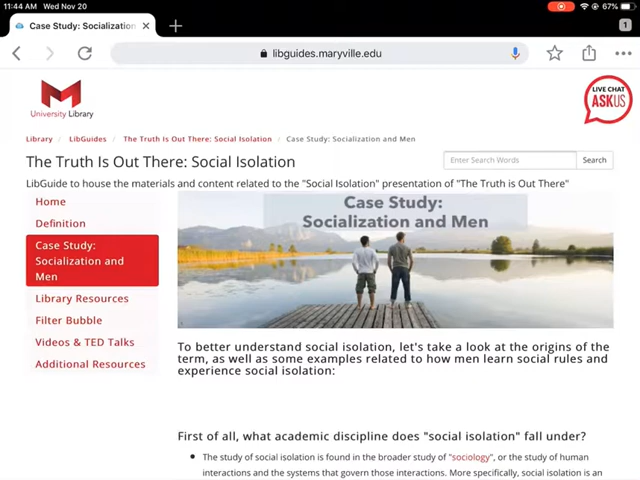 11:44 AM Wed Nov 20
67%
Case Study: Socialization
1
libguides.maryville.edu
M
University Library
LIVE CHAT
ASK US
Library / LibGuides / The Truth Is Out There: Social Isolation / Case Study: Socialization and Men
The Truth Is Out There: Social Isolation
Enter Search Words
Search
LibGuide to house the materials and content related to the "Social Isolation" presentation of "The Truth is Out There"
Home
Definition
Case Study:
Socialization and
Men
Library Resources
Filter Bubble
Videos & TED Talks
Additional Resources
Case Study:
Socialization and Men
To better understand social isolation, let's take a look at the origins of the
term, as well as some examples related to how men learn social rules and
experience social isolation:
First of all, what academic discipline does "social isolation" fall under?
The study of social isolation is found in the broader study of "sociology", or the study of human
interactions and the systems that govern those interactions. More specifically, social isolation is an